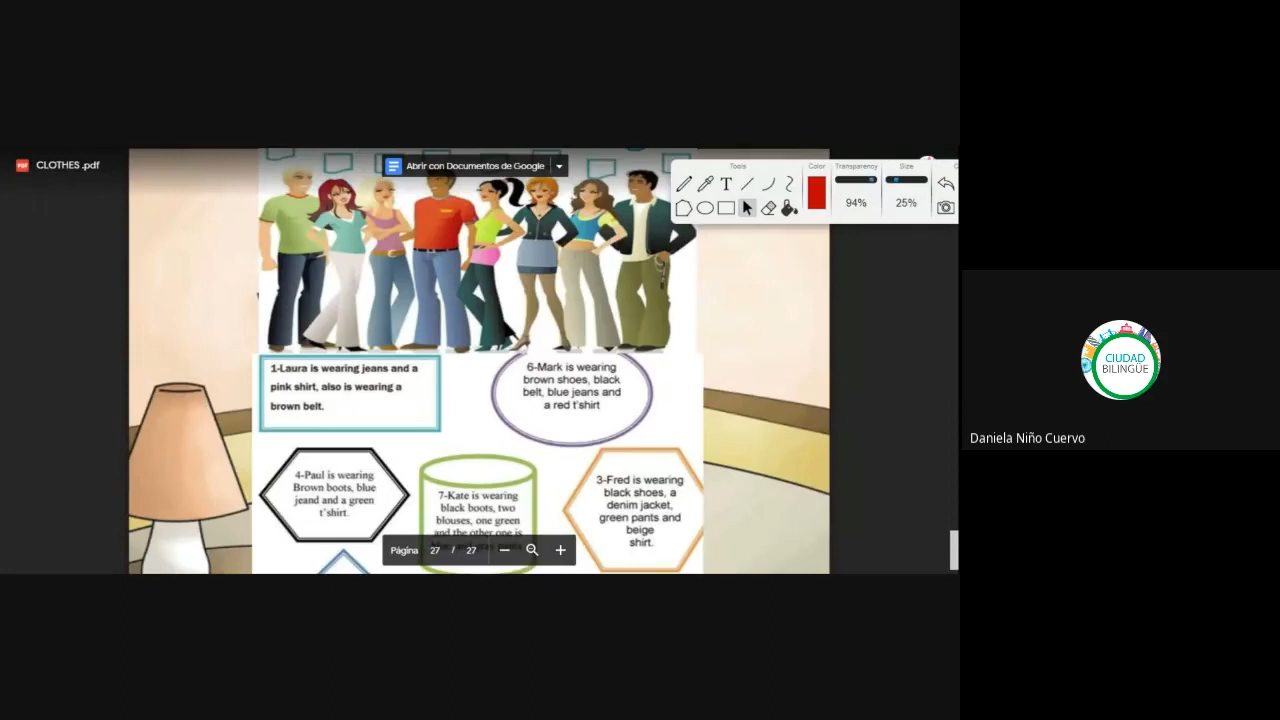 CLOTHES .pdf
Abrir con Documentos de Google
Tools
Color
Transparency
Size
94%
25%
1-Laura is wearing jeans and a
pink shirt, also is wearing a
brown belt.
6-Mark is wearing
brown shoes, black
belt, blue jeans and
a red t'shirt
4-Paul is wearing
Brown boots, blue
jeand and a green
t'shirt.
7-Kate is wearing
black boots, two
blouses, one green
and the other one is
3-Fred is wearing
black shoes, a
denim jacket,
green pants and
beige
shirt.
Página 27 / 27
CIUDAD
BILINGÜE
Daniela Niño Cuervo